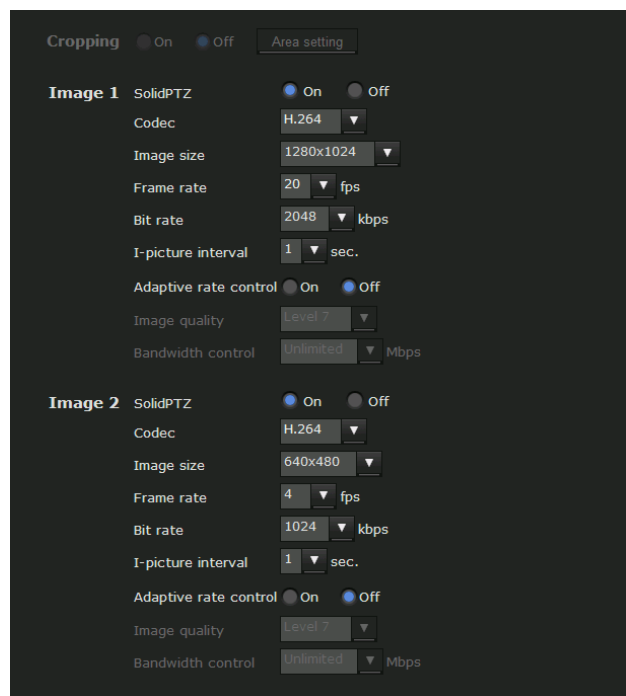 Cropping On Off Area setting
Image 1 SolidPTZ On Off
Codec H.264
Image size 1280x1024
Frame rate 20 fps
Bit rate 2048 kbps
I-picture interval 1 sec.
Adaptive rate control On Off
Image quality Level 7
Bandwidth control Unlimited Mbps
Image 2 SolidPTZ On Off
Codec H.264
Image size 640x480
Frame rate 4 fps
Bit rate 1024 kbps
I-picture interval 1 sec.
Adaptive rate control On Off
Image quality Level 7
Bandwidth control Unlimited Mbps